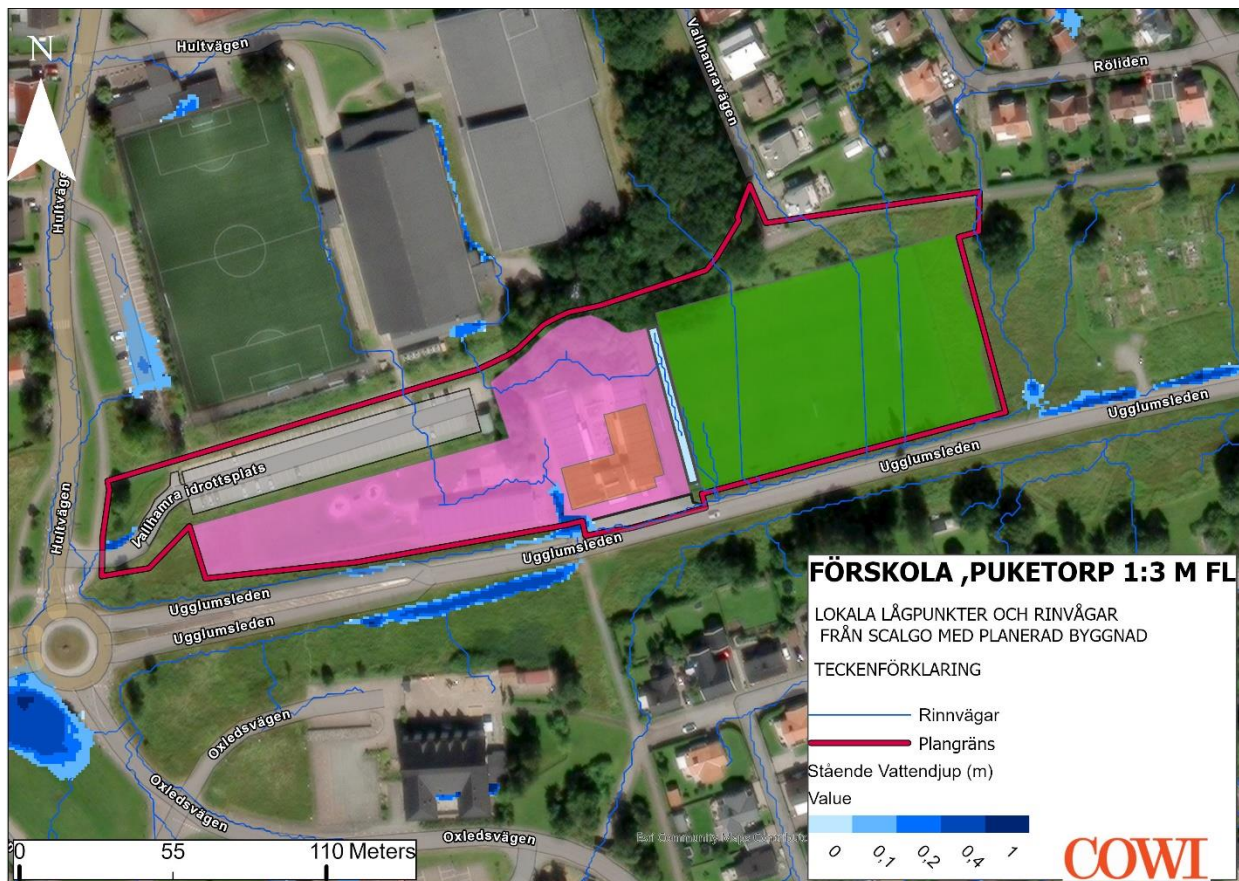 N
Hultvägen
Hultvägen
Vallhamravägen
Röliden
Ugglumsleden
Ugglumsleden
Vallhamra idrottsplats
Hultvägen
Ugglumsleden
Ugglumsleden
Ugglumsleden
Oxledsvägen
Oxledsvägen
Oxledsvägen
0 55 110 Meters
FÖRSKOLA ,PUKETORP 1:3 M FL
LOKALA LÅGPUNKTER OCH RINVÅGAR
FRÅN SCALGO MED PLANERAD BYGGNAD
TECKENFÖRKLARING
Rinnvägar
Plangräns
Stående Vattendjup (m)
Value
0 0,1 0,2 0,4 1
COWI